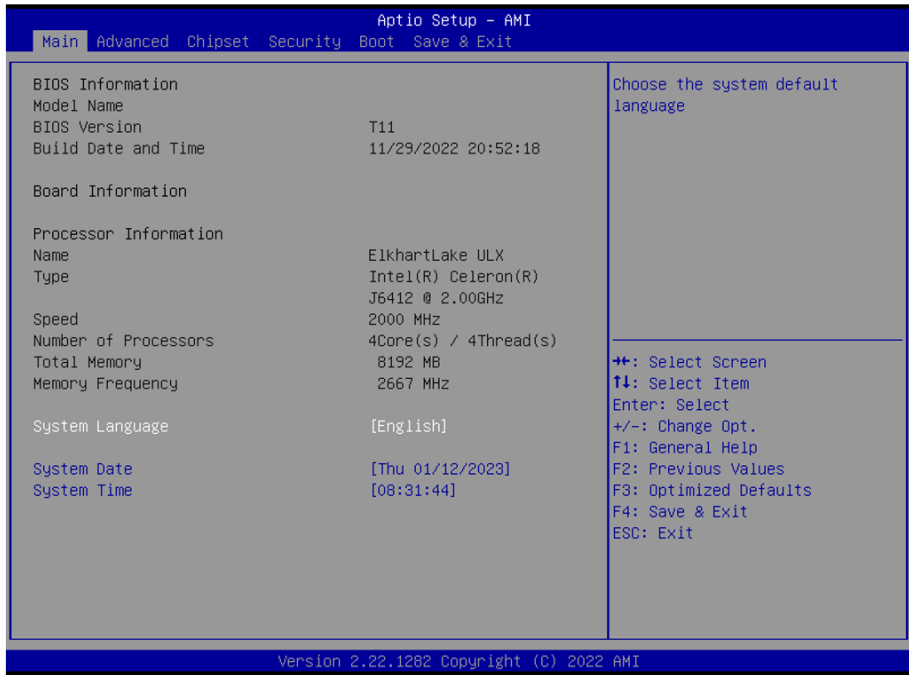 Aptio Setup – AMI
Main Advanced Chipset Security Boot Save & Exit
BIOS Information
Model Name
BIOS Version T11
Build Date and Time 11/29/2022 20:52:18
Board Information
Processor Information
Name ElkhartLake ULX
Type Intel(R) Celeron(R)
J6412 @ 2.00GHz
Speed 2000 MHz
Number of Processors 4Core(s) / 4Thread(s)
Total Memory 8192 MB
Memory Frequency 2667 MHz
System Language [English]
System Date [Thu 01/12/2023]
System Time [08:31:44]
Choose the system default
language
→←: Select Screen
↑↓: Select Item
Enter: Select
+/-: Change Opt.
F1: General Help
F2: Previous Values
F3: Optimized Defaults
F4: Save & Exit
ESC: Exit
Version 2.22.1282 Copyright (C) 2022 AMI